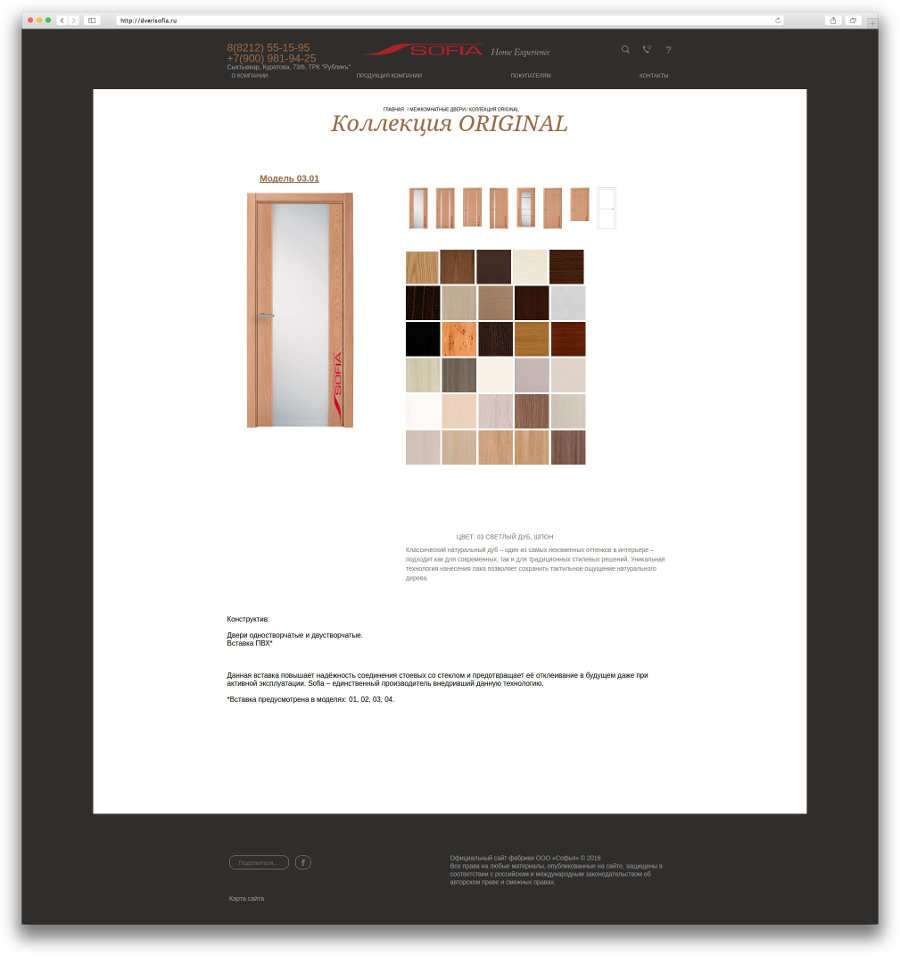 http://dverisofia.ru
8(8212) 55-15-95
+7(900) 981-94-25
Сыктывкар, Куратова, 73/6, ТРК "Рублинъ"
SOFIA Home Experience
?
О КОМПАНИИ ПРОДУКЦИЯ КОМПАНИИ ПОКУПАТЕЛЯМ КОНТАКТЫ
ГЛАВНАЯ /МЕЖКОМНАТНЫЕ ДВЕРИ/ КОЛЛЕКЦИЯ ORIGINAL
Коллекция ORIGINAL
Модель 03.01
SOFIA
ЦВЕТ: 03 СВЕТЛЫЙ ДУБ, ШПОН
Классический натуральный дуб – один из самых неизменных оттенков в интерьере –
подходит как для современных, так и для традиционных стилевых решений. Уникальная
технология нанесения лака позволяет сохранить тактильное ощущение натурального
дерева.
Конструктив:
Двери одностворчатые и двустворчатые.
Вставка ПВХ*
Данная вставка повышает надёжность соединения стоевых со стеклом и предотвращает её отклеивание в будущем даже при
активной эксплуатации. Sofia – единственный производитель внедривший данную технологию.
*Вставка предусмотрена в моделях: 01, 02, 03, 04.
Поделиться... f
Официальный сайт фабрики ООО «Софья» © 2016
Все права на любые материалы, опубликованные на сайте, защищены в
соответствии с российским и международным законодательством об
авторском праве и смежных правах.
Карта сайта